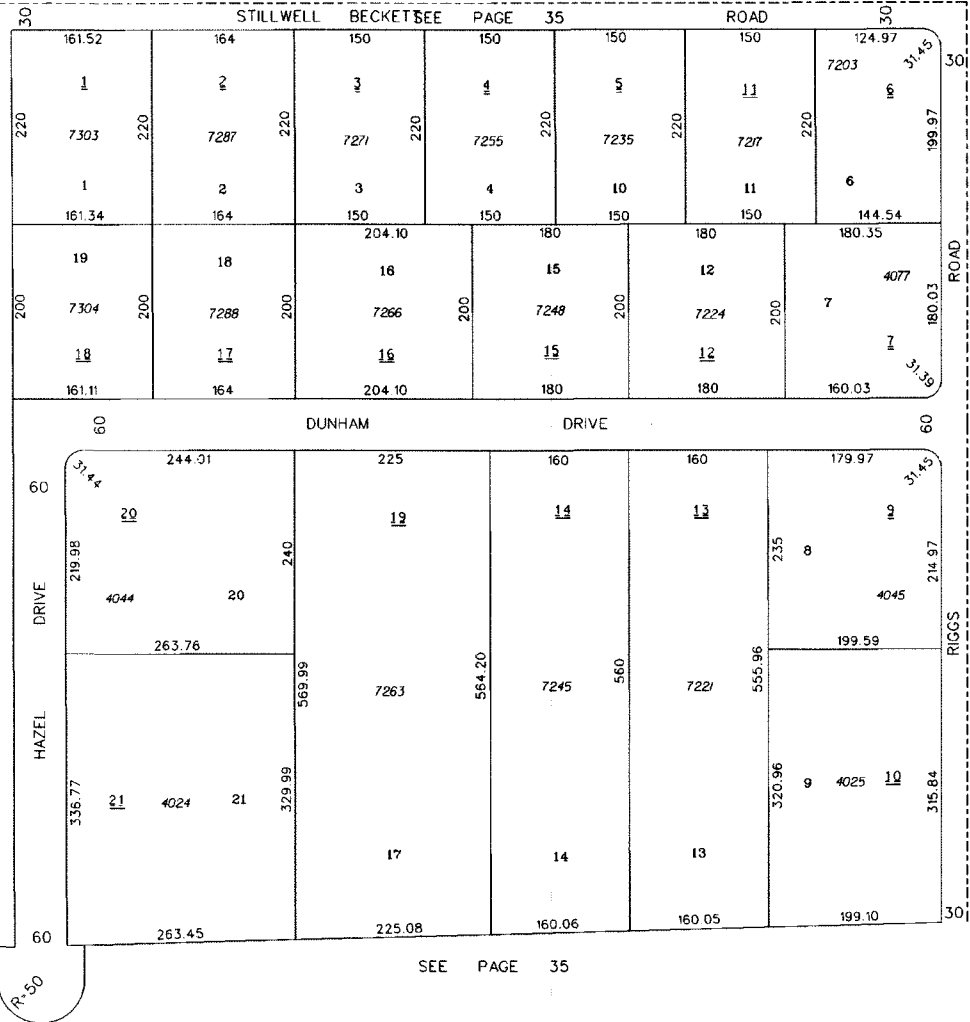 30 STILLWELL BECKETT SEE PAGE 35 ROAD 30
161.52 164 150 150 150 150 124.97 31.45 30
7203
1 2 3 4 5 11 6
220 7303 220 7287 220 7271 220 7255 220 7235 220 7217 220 199.97
1 2 3 4 10 11 6
161.34 164 150 150 150 150 144.54
204.10 180 180 180.35 ROAD
19 18 16 15 12 4077
200 7304 200 7288 200 7266 200 7248 200 7224 200 7 180.03
18 17 16 15 12 7
161.11 164 204.10 180 180 160.03 31.39
60 DUNHAM DRIVE 60
31.44 244.01 225 160 160 179.97 31.45
60
20 19 14 13 9
219.98 240 235 8 214.97
DRIVE 4044 20 4045
263.76 199.59 RIGGS
569.99 7263 564.20 7245 560 7221 555.96
HAZEL
336.77 21 4024 21 329.99 320.96 9 4025 10 315.84
17 14 13
60 263.45 225.08 160.06 160.05 199.10 30
SEE PAGE 35
R=50